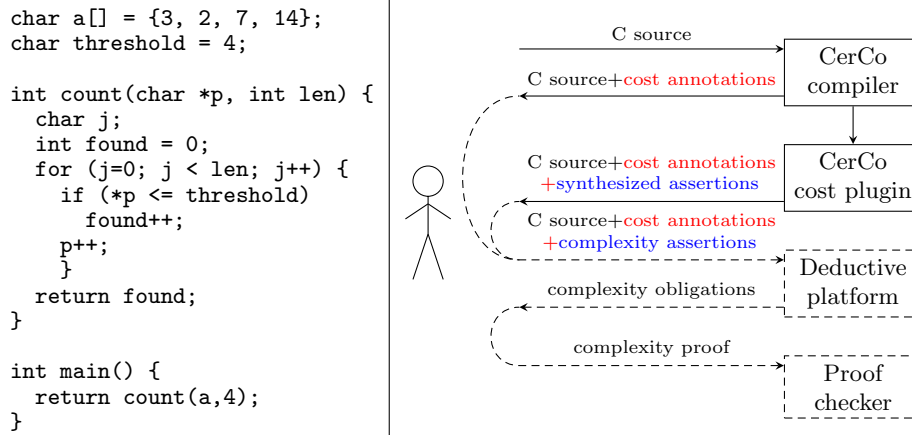 char a[] = {3, 2, 7, 14};
char threshold = 4;
int count(char *p, int len) {
  char j;
  int found = 0;
  for (j=0; j < len; j++) {
    if (*p <= threshold)
      found++;
    p++;
    }
  return found;
}
int main() {
  return count(a,4);
}
C source
CerCo
compiler
C source+cost annotations
C source+cost annotations
+synthesized assertions
CerCo
cost plugin
C source+cost annotations
+complexity assertions
Deductive
platform
complexity obligations
complexity proof
Proof
checker